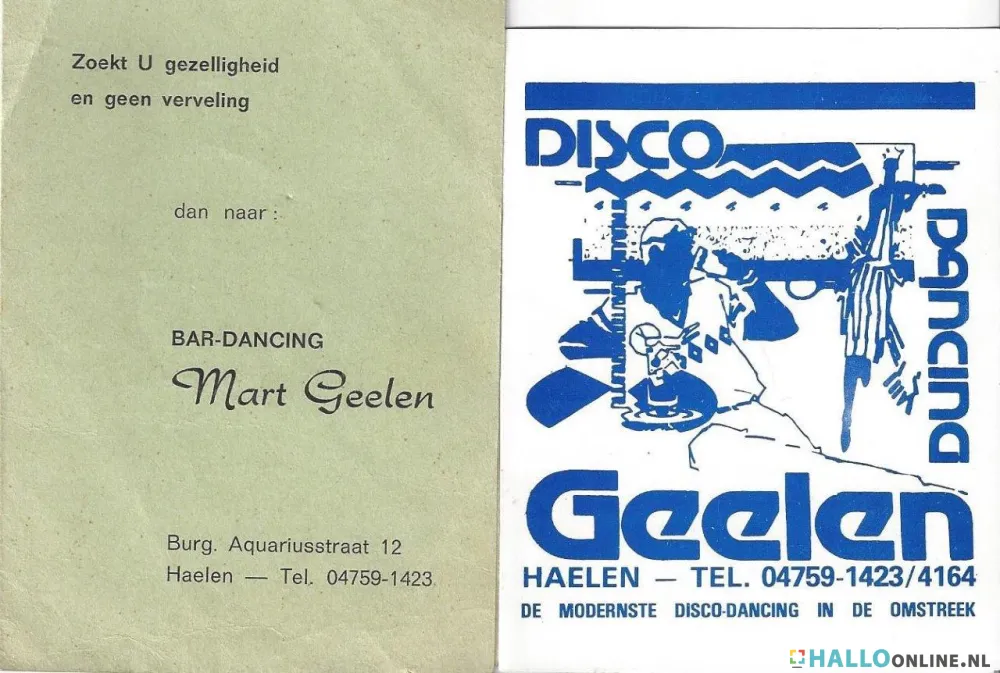 Zoekt U gezelligheid
en geen verveling
dan naar:
BAR-DANCING
Mart Geelen
Burg. Aquariusstraat 12
Haelen — Tel. 04759-1423
DISCO
DANCING
Geelen
HAELEN — TEL. 04759-1423/4164
DE MODERNSTE DISCO-DANCING IN DE OMSTREEK
HALLOONLINE.NL